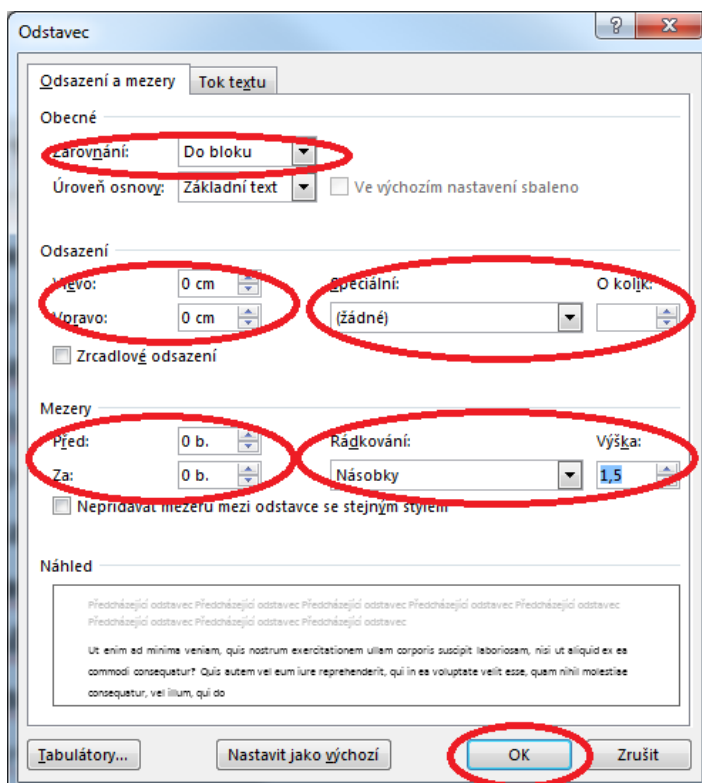 Odstavec
Odsazení a mezery Tok textu
Obecné
Zarovnání: Do bloku
Úroveň osnovy: Základní text Ve výchozím nastavení sbaleno
Odsazení
Vlevo: 0 cm Speciální: O kolik:
Vpravo: 0 cm (žádné)
Zrcadlové odsazení
Mezery
Před: 0 b. Řádkování: Výška:
Za: 0 b. Násobky 1,5
Nepřidávat mezeru mezi odstavce se stejným stylem
Náhled
Předcházející odstavec Předcházející odstavec Předcházející odstavec Předcházející odstavec Předcházející odstavec
Předcházející odstavec Předcházející odstavec Předcházející odstavec
Ut enim ad minima veniam, quis nostrum exercitationem ullam corporis suscipit laboriosam, nisi ut aliquid ex ea
commodi consequatur? Quis autem vel eum iure reprehenderit, qui in ea voluptate velit esse, quam nihil molestiae
consequatur, vel illum, qui do
Tabulátory... Nastavit jako výchozí OK Zrušit